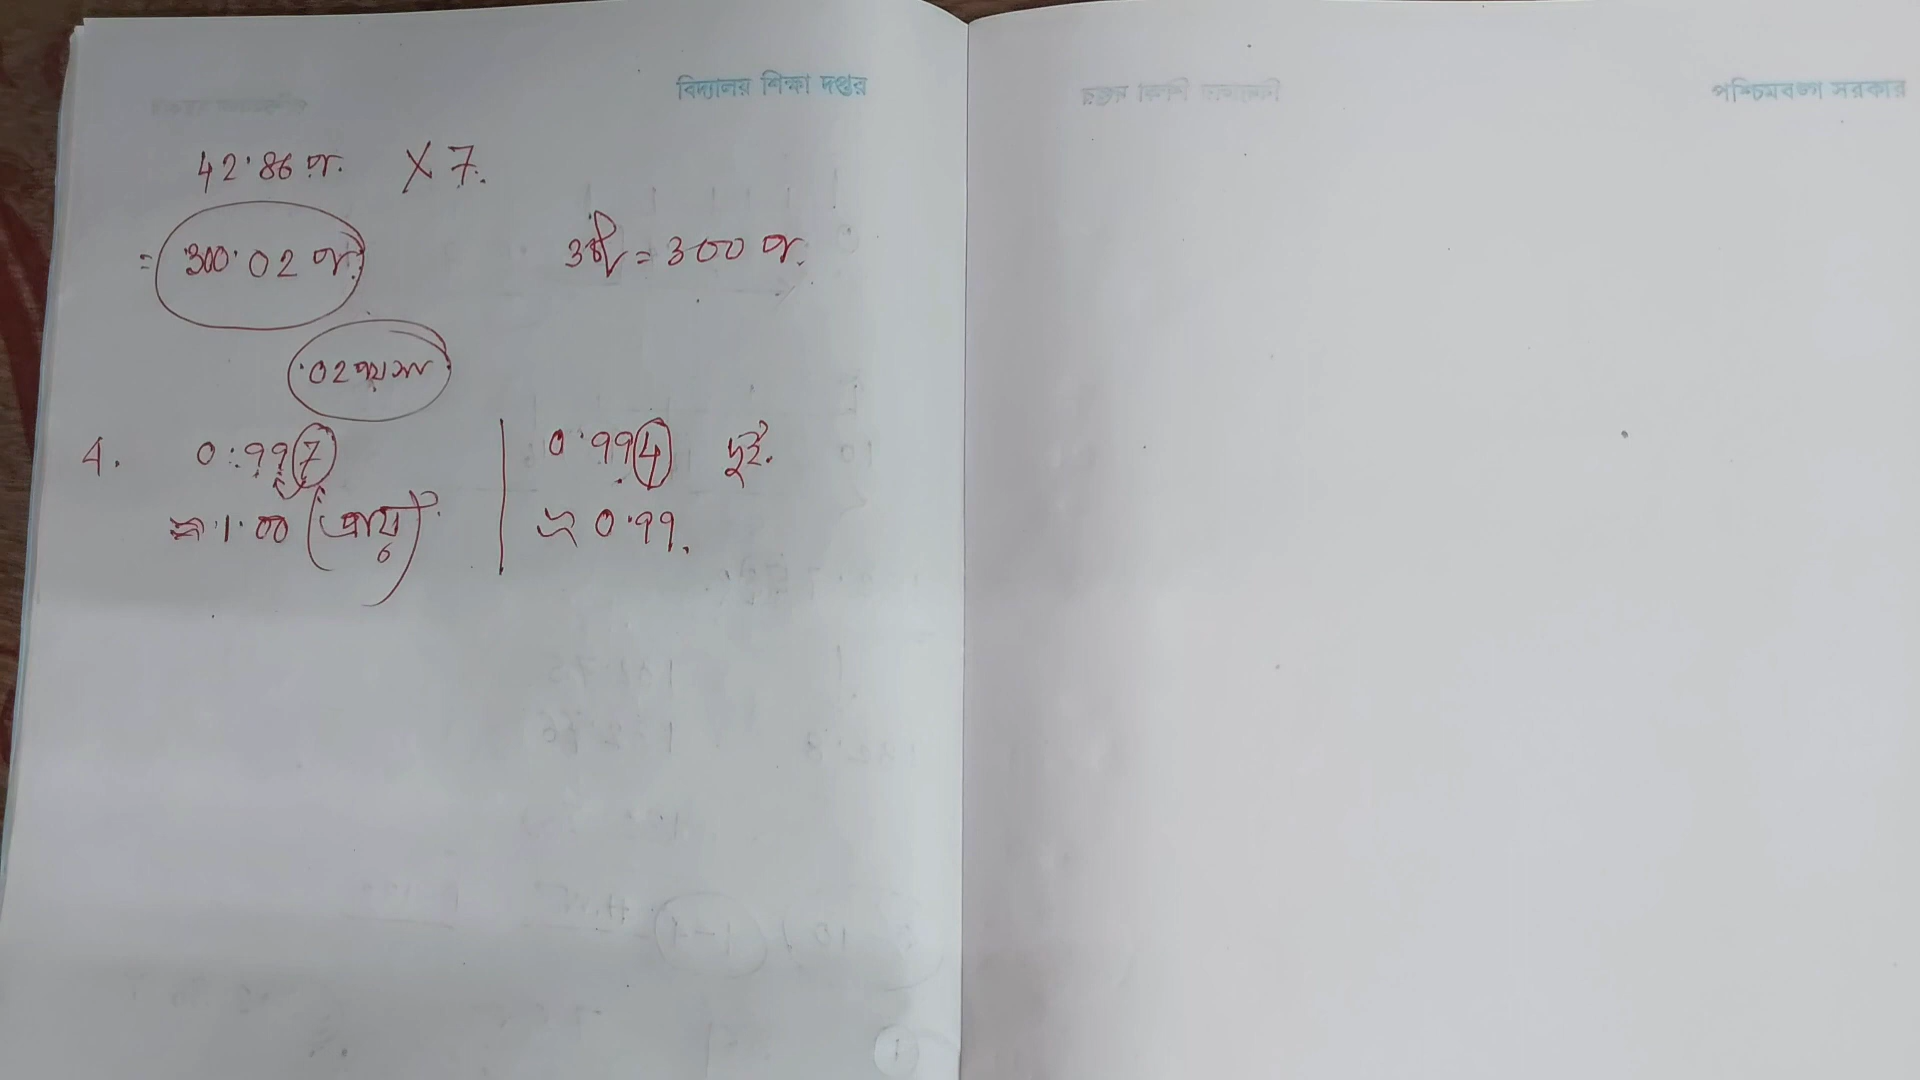 বিদ্যালয় শিক্ষা দপ্তর
পশ্চিমবঙ্গ সরকার
42.86 প. X 7.
= 300.02 প.
3টা = 300 প.
.02 পয়সা
4. 0.997
≈ 1.00 (প্রায়)
0.994 দুই.
≈ 0.99.